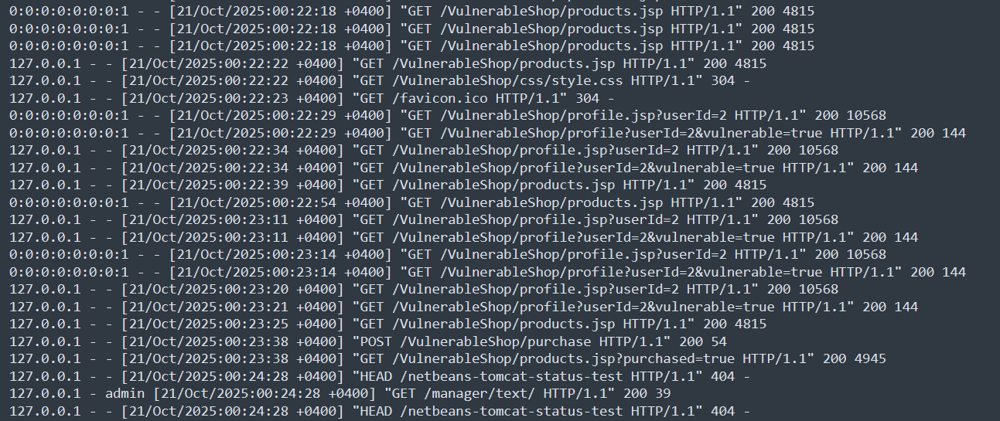 0:0:0:0:0:0:0:1 - - [21/Oct/2025:00:22:18 +0400] "GET /VulnerableShop/products.jsp HTTP/1.1" 200 4815
0:0:0:0:0:0:0:1 - - [21/Oct/2025:00:22:18 +0400] "GET /VulnerableShop/products.jsp HTTP/1.1" 200 4815
0:0:0:0:0:0:0:1 - - [21/Oct/2025:00:22:18 +0400] "GET /VulnerableShop/products.jsp HTTP/1.1" 200 4815
127.0.0.1 - - [21/Oct/2025:00:22:22 +0400] "GET /VulnerableShop/products.jsp HTTP/1.1" 200 4815
127.0.0.1 - - [21/Oct/2025:00:22:22 +0400] "GET /VulnerableShop/css/style.css HTTP/1.1" 304 -
127.0.0.1 - - [21/Oct/2025:00:22:23 +0400] "GET /favicon.ico HTTP/1.1" 304 -
0:0:0:0:0:0:0:1 - - [21/Oct/2025:00:22:29 +0400] "GET /VulnerableShop/profile.jsp?userId=2 HTTP/1.1" 200 10568
0:0:0:0:0:0:0:1 - - [21/Oct/2025:00:22:29 +0400] "GET /VulnerableShop/profile?userId=2&vulnerable=true HTTP/1.1" 200 144
127.0.0.1 - - [21/Oct/2025:00:22:34 +0400] "GET /VulnerableShop/profile.jsp?userId=2 HTTP/1.1" 200 10568
127.0.0.1 - - [21/Oct/2025:00:22:34 +0400] "GET /VulnerableShop/profile?userId=2&vulnerable=true HTTP/1.1" 200 144
127.0.0.1 - - [21/Oct/2025:00:22:39 +0400] "GET /VulnerableShop/products.jsp HTTP/1.1" 200 4815
0:0:0:0:0:0:0:1 - - [21/Oct/2025:00:22:54 +0400] "GET /VulnerableShop/products.jsp HTTP/1.1" 200 4815
127.0.0.1 - - [21/Oct/2025:00:23:11 +0400] "GET /VulnerableShop/profile.jsp?userId=2 HTTP/1.1" 200 10568
127.0.0.1 - - [21/Oct/2025:00:23:11 +0400] "GET /VulnerableShop/profile?userId=2&vulnerable=true HTTP/1.1" 200 144
0:0:0:0:0:0:0:1 - - [21/Oct/2025:00:23:14 +0400] "GET /VulnerableShop/profile.jsp?userId=2 HTTP/1.1" 200 10568
0:0:0:0:0:0:0:1 - - [21/Oct/2025:00:23:14 +0400] "GET /VulnerableShop/profile?userId=2&vulnerable=true HTTP/1.1" 200 144
127.0.0.1 - - [21/Oct/2025:00:23:20 +0400] "GET /VulnerableShop/profile.jsp?userId=2 HTTP/1.1" 200 10568
127.0.0.1 - - [21/Oct/2025:00:23:21 +0400] "GET /VulnerableShop/profile?userId=2&vulnerable=true HTTP/1.1" 200 144
127.0.0.1 - - [21/Oct/2025:00:23:25 +0400] "GET /VulnerableShop/products.jsp HTTP/1.1" 200 4815
127.0.0.1 - - [21/Oct/2025:00:23:38 +0400] "POST /VulnerableShop/purchase HTTP/1.1" 200 54
127.0.0.1 - - [21/Oct/2025:00:23:38 +0400] "GET /VulnerableShop/products.jsp?purchased=true HTTP/1.1" 200 4945
127.0.0.1 - - [21/Oct/2025:00:24:28 +0400] "HEAD /netbeans-tomcat-status-test HTTP/1.1" 404 -
127.0.0.1 - admin [21/Oct/2025:00:24:28 +0400] "GET /manager/text/ HTTP/1.1" 200 39
127.0.0.1 - - [21/Oct/2025:00:24:28 +0400] "HEAD /netbeans-tomcat-status-test HTTP/1.1" 404 -